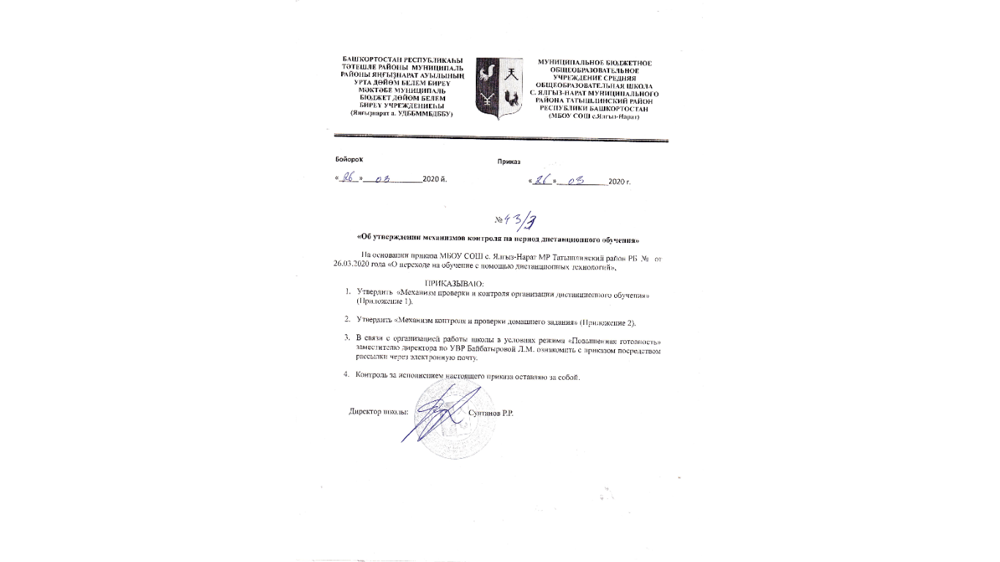 БАШКОРТОСТАН РЕСПУБЛИКАҺЫ
ТӘТЕШЛЕ РАЙОНЫ МУНИЦИПАЛЬ
РАЙОНЫ ЯҢҒЫҘНАРАТ АУЫЛЫНЫҢ
УРТА ДӨЙӨМ БЕЛЕМ БИРЕҮ
МӘКТӘБЕ МУНИЦИПАЛЬ
БЮДЖЕТ ДӨЙӨМ БЕЛЕМ
БИРЕҮ УЧРЕЖДЕНИЕҺЫ
(Яңғыҙнарат а. УДББММБДББУ)
МУНИЦИПАЛЬНОЕ БЮДЖЕТНОЕ
ОБЩЕОБРАЗОВАТЕЛЬНОЕ
УЧРЕЖДЕНИЕ СРЕДНЯЯ
ОБЩЕОБРАЗОВАТЕЛЬНАЯ ШКОЛА
С. ЯЛГЫЗ-НАРАТ МУНИЦИПАЛЬНОГО
РАЙОНА ТАТЫШЛИНСКИЙ РАЙОН
РЕСПУБЛИКИ БАШКОРТОСТАН
(МБОУ СОШ с.Ялгыз-Нарат)
Бойороҡ Приказ
« 26 » 03 2020 й. « 26 » 03 2020 г.
№ 43/3
«Об утверждении механизмов контроля на период дистанционного обучения»
На основании приказа МБОУ СОШ с. Ялгыз-Нарат МР Татышлинский район РБ № от
26.03.2020 года «О переходе на обучение с помощью дистанционных технологий»,
ПРИКАЗЫВАЮ:
1. Утвердить «Механизм проверки и контроля организации дистанционного обучения»
(Приложение 1).
2. Утвердить «Механизм контроля и проверки домашнего задания» (Приложение 2).
3. В связи с организацией работы школы в условиях режима «Повышенная готовность»
заместителю директора по УВР Байбатыровой Л.М. ознакомить с приказом посредством
рассылки через электронную почту.
4. Контроль за исполнением настоящего приказа оставляю за собой.
Директор школы: Султанов Р.Р.